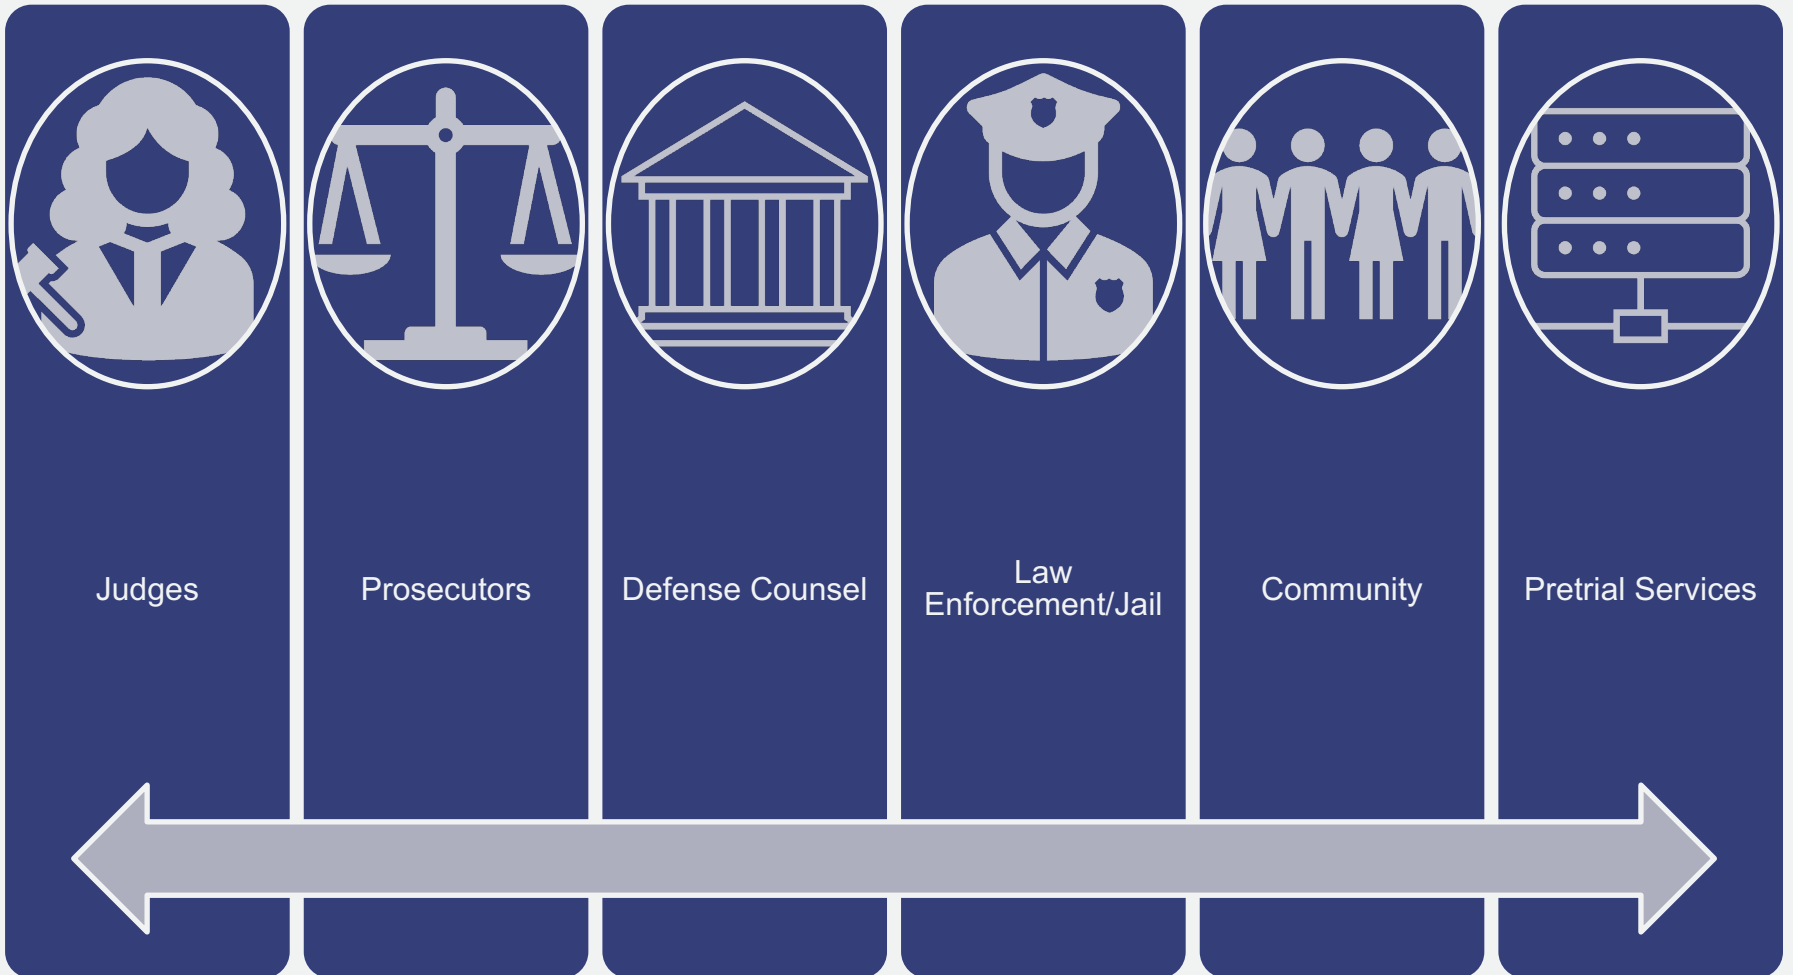 Judges
Prosecutors
Defense Counsel
Law
Enforcement/Jail
Community
Pretrial Services